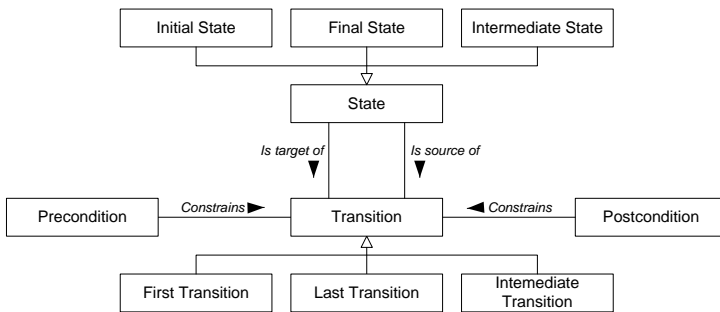 Initial State
Final State
Intermediate State
State
Is target of
Is source of
Precondition
Constrains
Transition
Constrains
Postcondition
First Transition
Last Transition
Intemediate
Transition